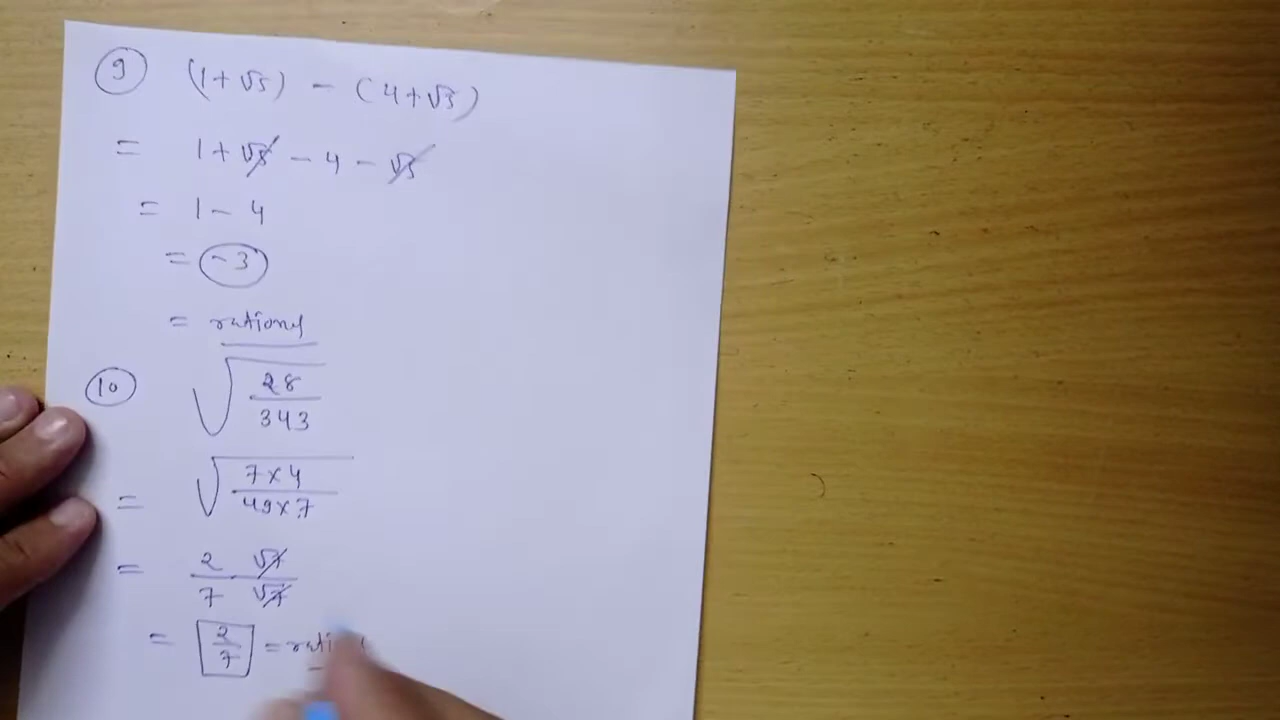 9 (1+√5) - (4+√5)
= 1+√5 - 4 - √5
= 1 - 4
= -3
= rational
10 √(28/343)
= √(7×4/49×7)
= 2√7/7√7
= 2/7 =